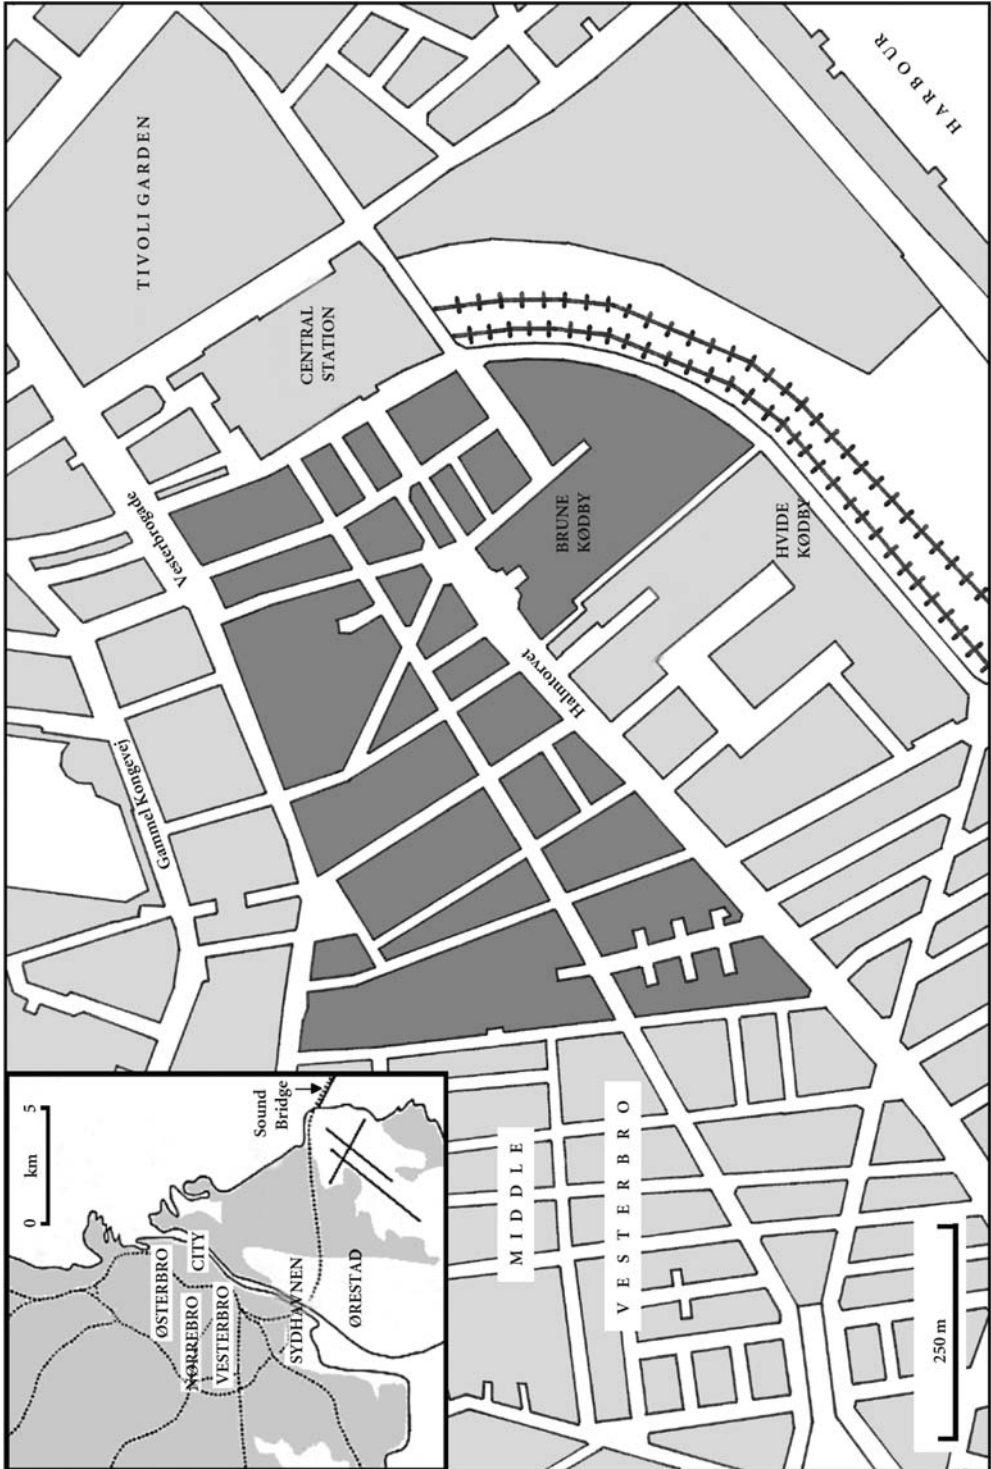 0 km 5
Sound
Bridge
ØSTERBRO
CITY
NØRREBRO
VESTERBRO
SYDHAVNEN
ØRESTAD
Gammel Kongevej
Vesterbrogade
TIVOLI GARDEN
CENTRAL
STATION
HARBOUR
BRUNE
KØDBY
HVIDE
KØDBY
Halmtorvet
MIDDLE
VESTERBRO
250 m